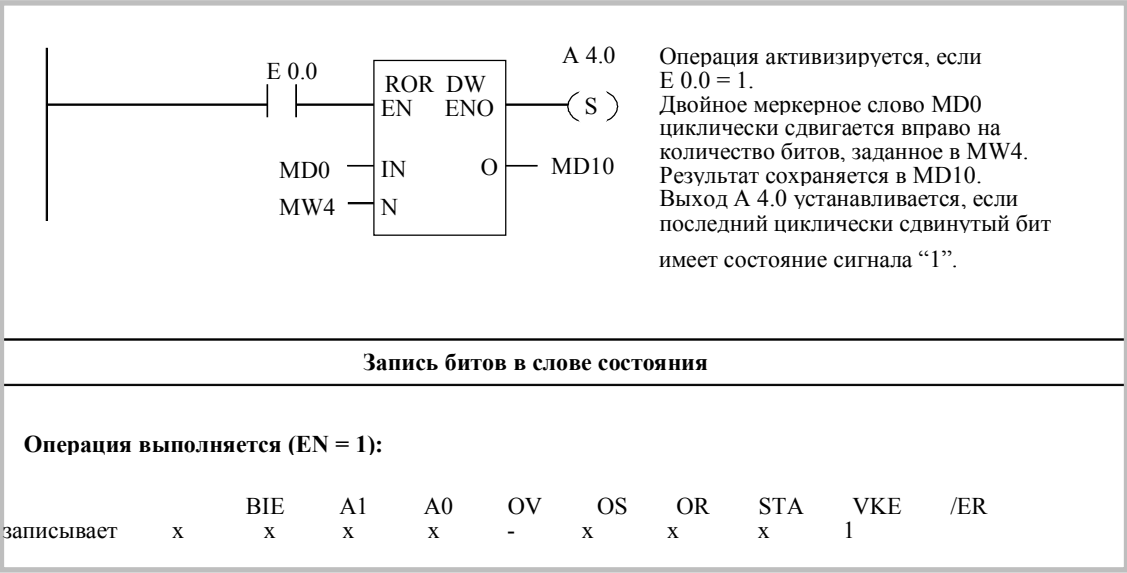 E 0.0
A 4.0
ROR DW
EN ENO
( S )
MD0
IN
O
MD10
MW4
N
Операция активизируется, если
E 0.0 = 1.
Двойное меркерное слово MD0
циклически сдвигается вправо на
количество битов, заданное в MW4.
Результат сохраняется в MD10.
Выход A 4.0 устанавливается, если
последний циклически сдвинутый бит
имеет состояние сигнала “1”.
Запись битов в слове состояния
Операция выполняется (EN = 1):
BIE A1 A0 OV OS OR STA VKE /ER
записывает x x x x - x x x 1